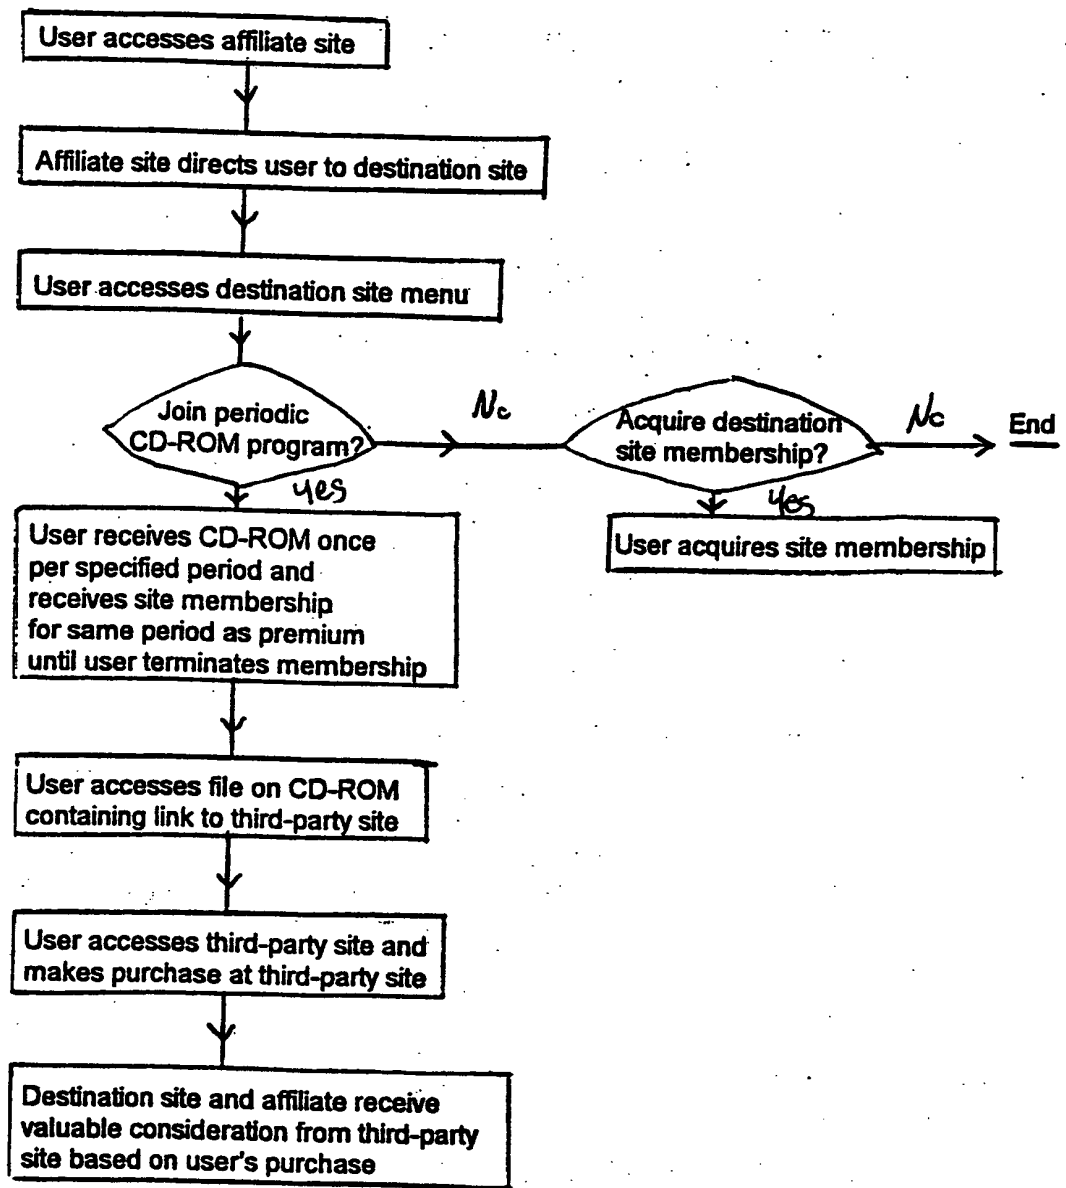 User accesses affiliate site
Affiliate site directs user to destination site
User accesses destination site menu
Join periodic
CD-ROM program?
No
Acquire destination
site membership?
No
End
yes
Yes
User receives CD-ROM once
per specified period and
receives site membership
for same period as premium
until user terminates membership
User acquires site membership
User accesses file on CD-ROM
containing link to third-party site
User accesses third-party site and
makes purchase at third-party site
Destination site and affiliate receive
valuable consideration from third-party
site based on user's purchase